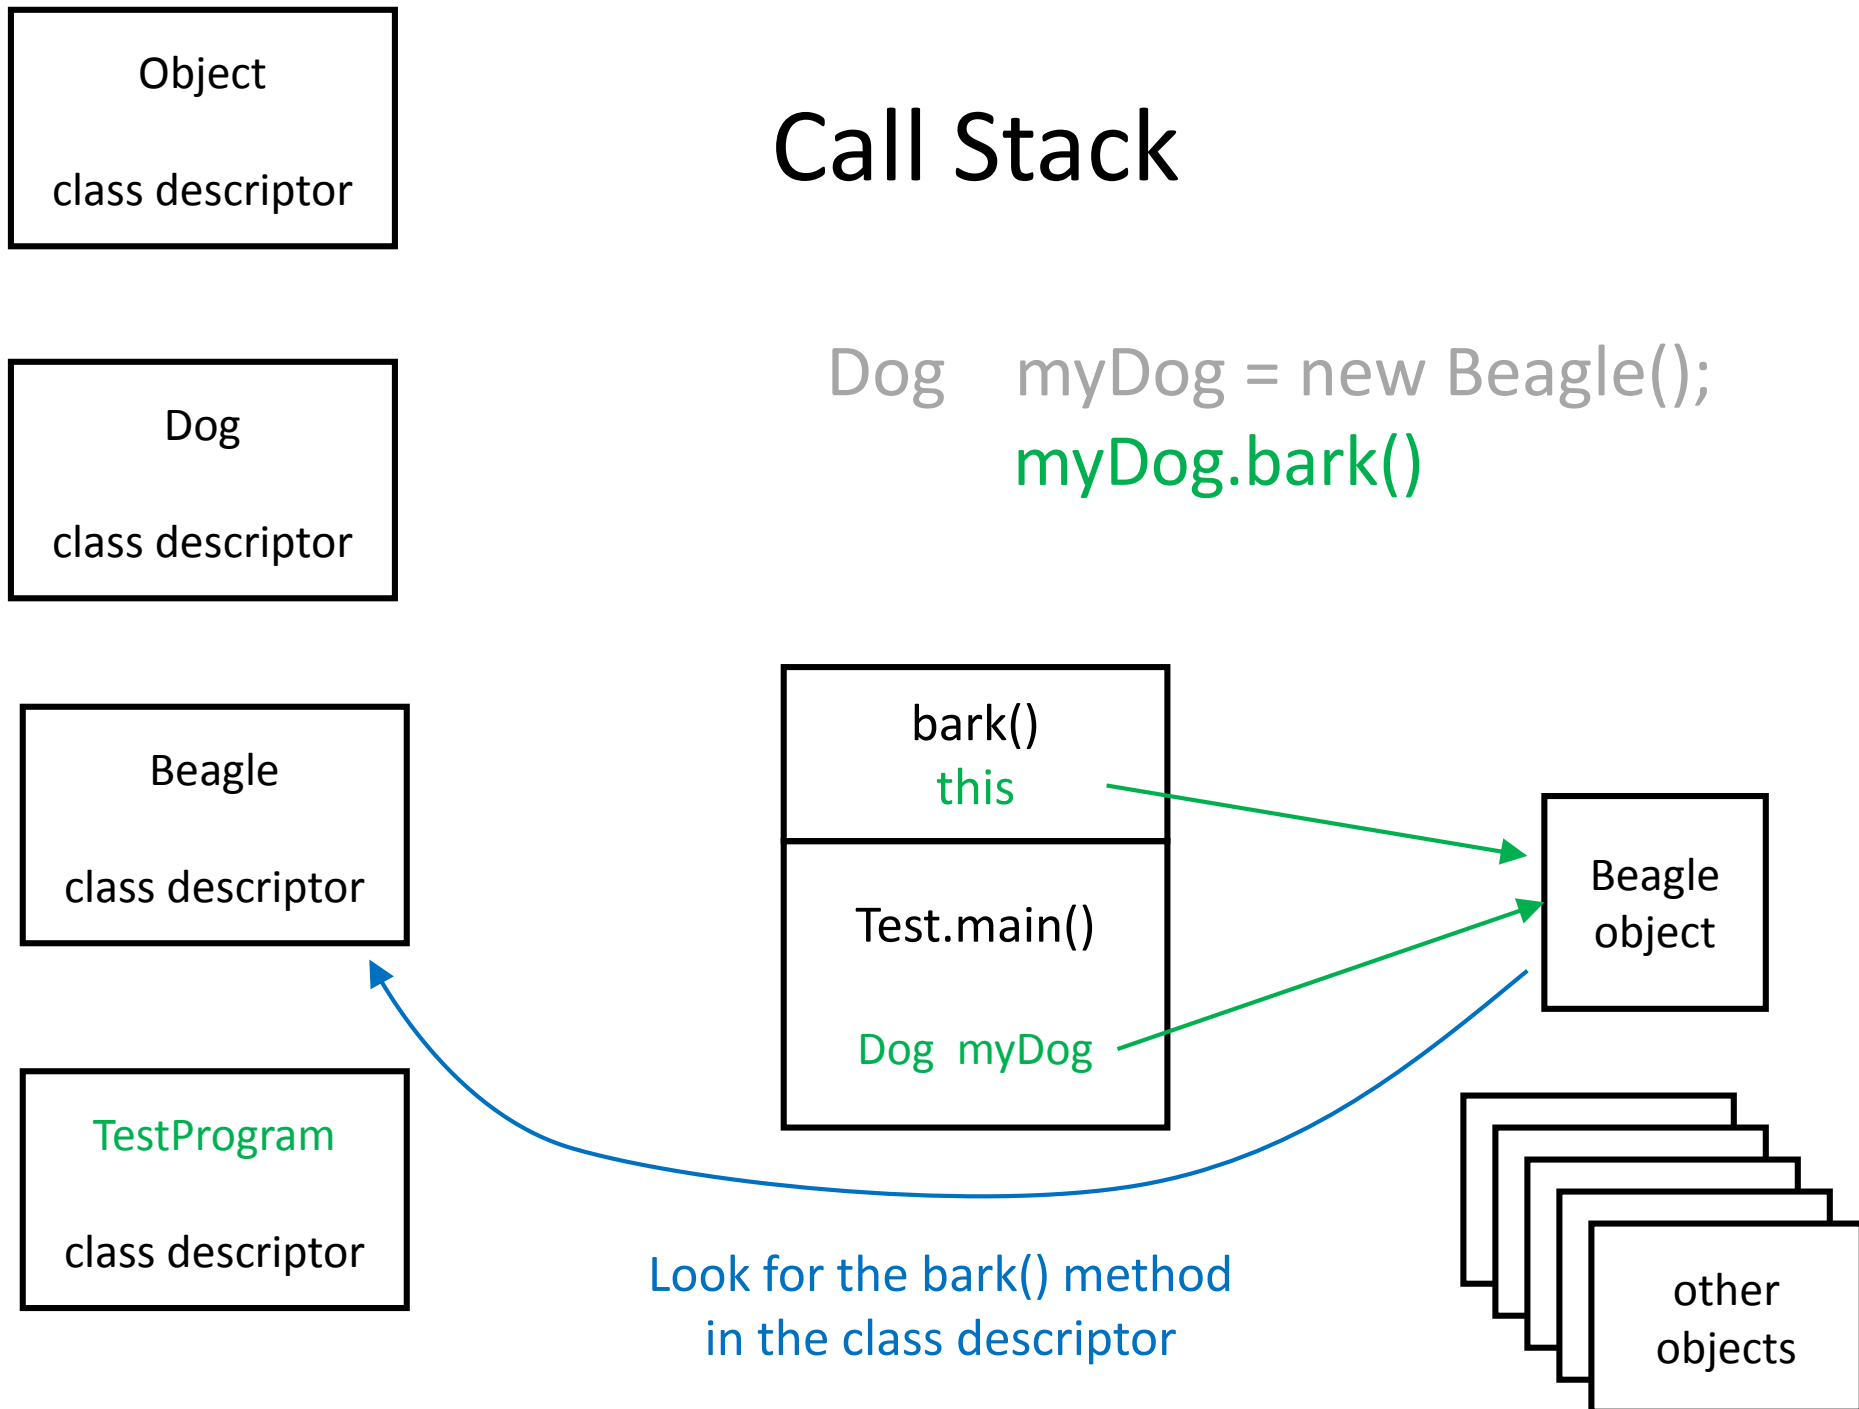 Object
class descriptor
Call Stack
Dog myDog = new Beagle();
myDog.bark()
Dog
class descriptor
Beagle
class descriptor
bark()
this
Test.main()
Dog myDog
Beagle
object
TestProgram
class descriptor
Look for the bark() method
in the class descriptor
other
objects